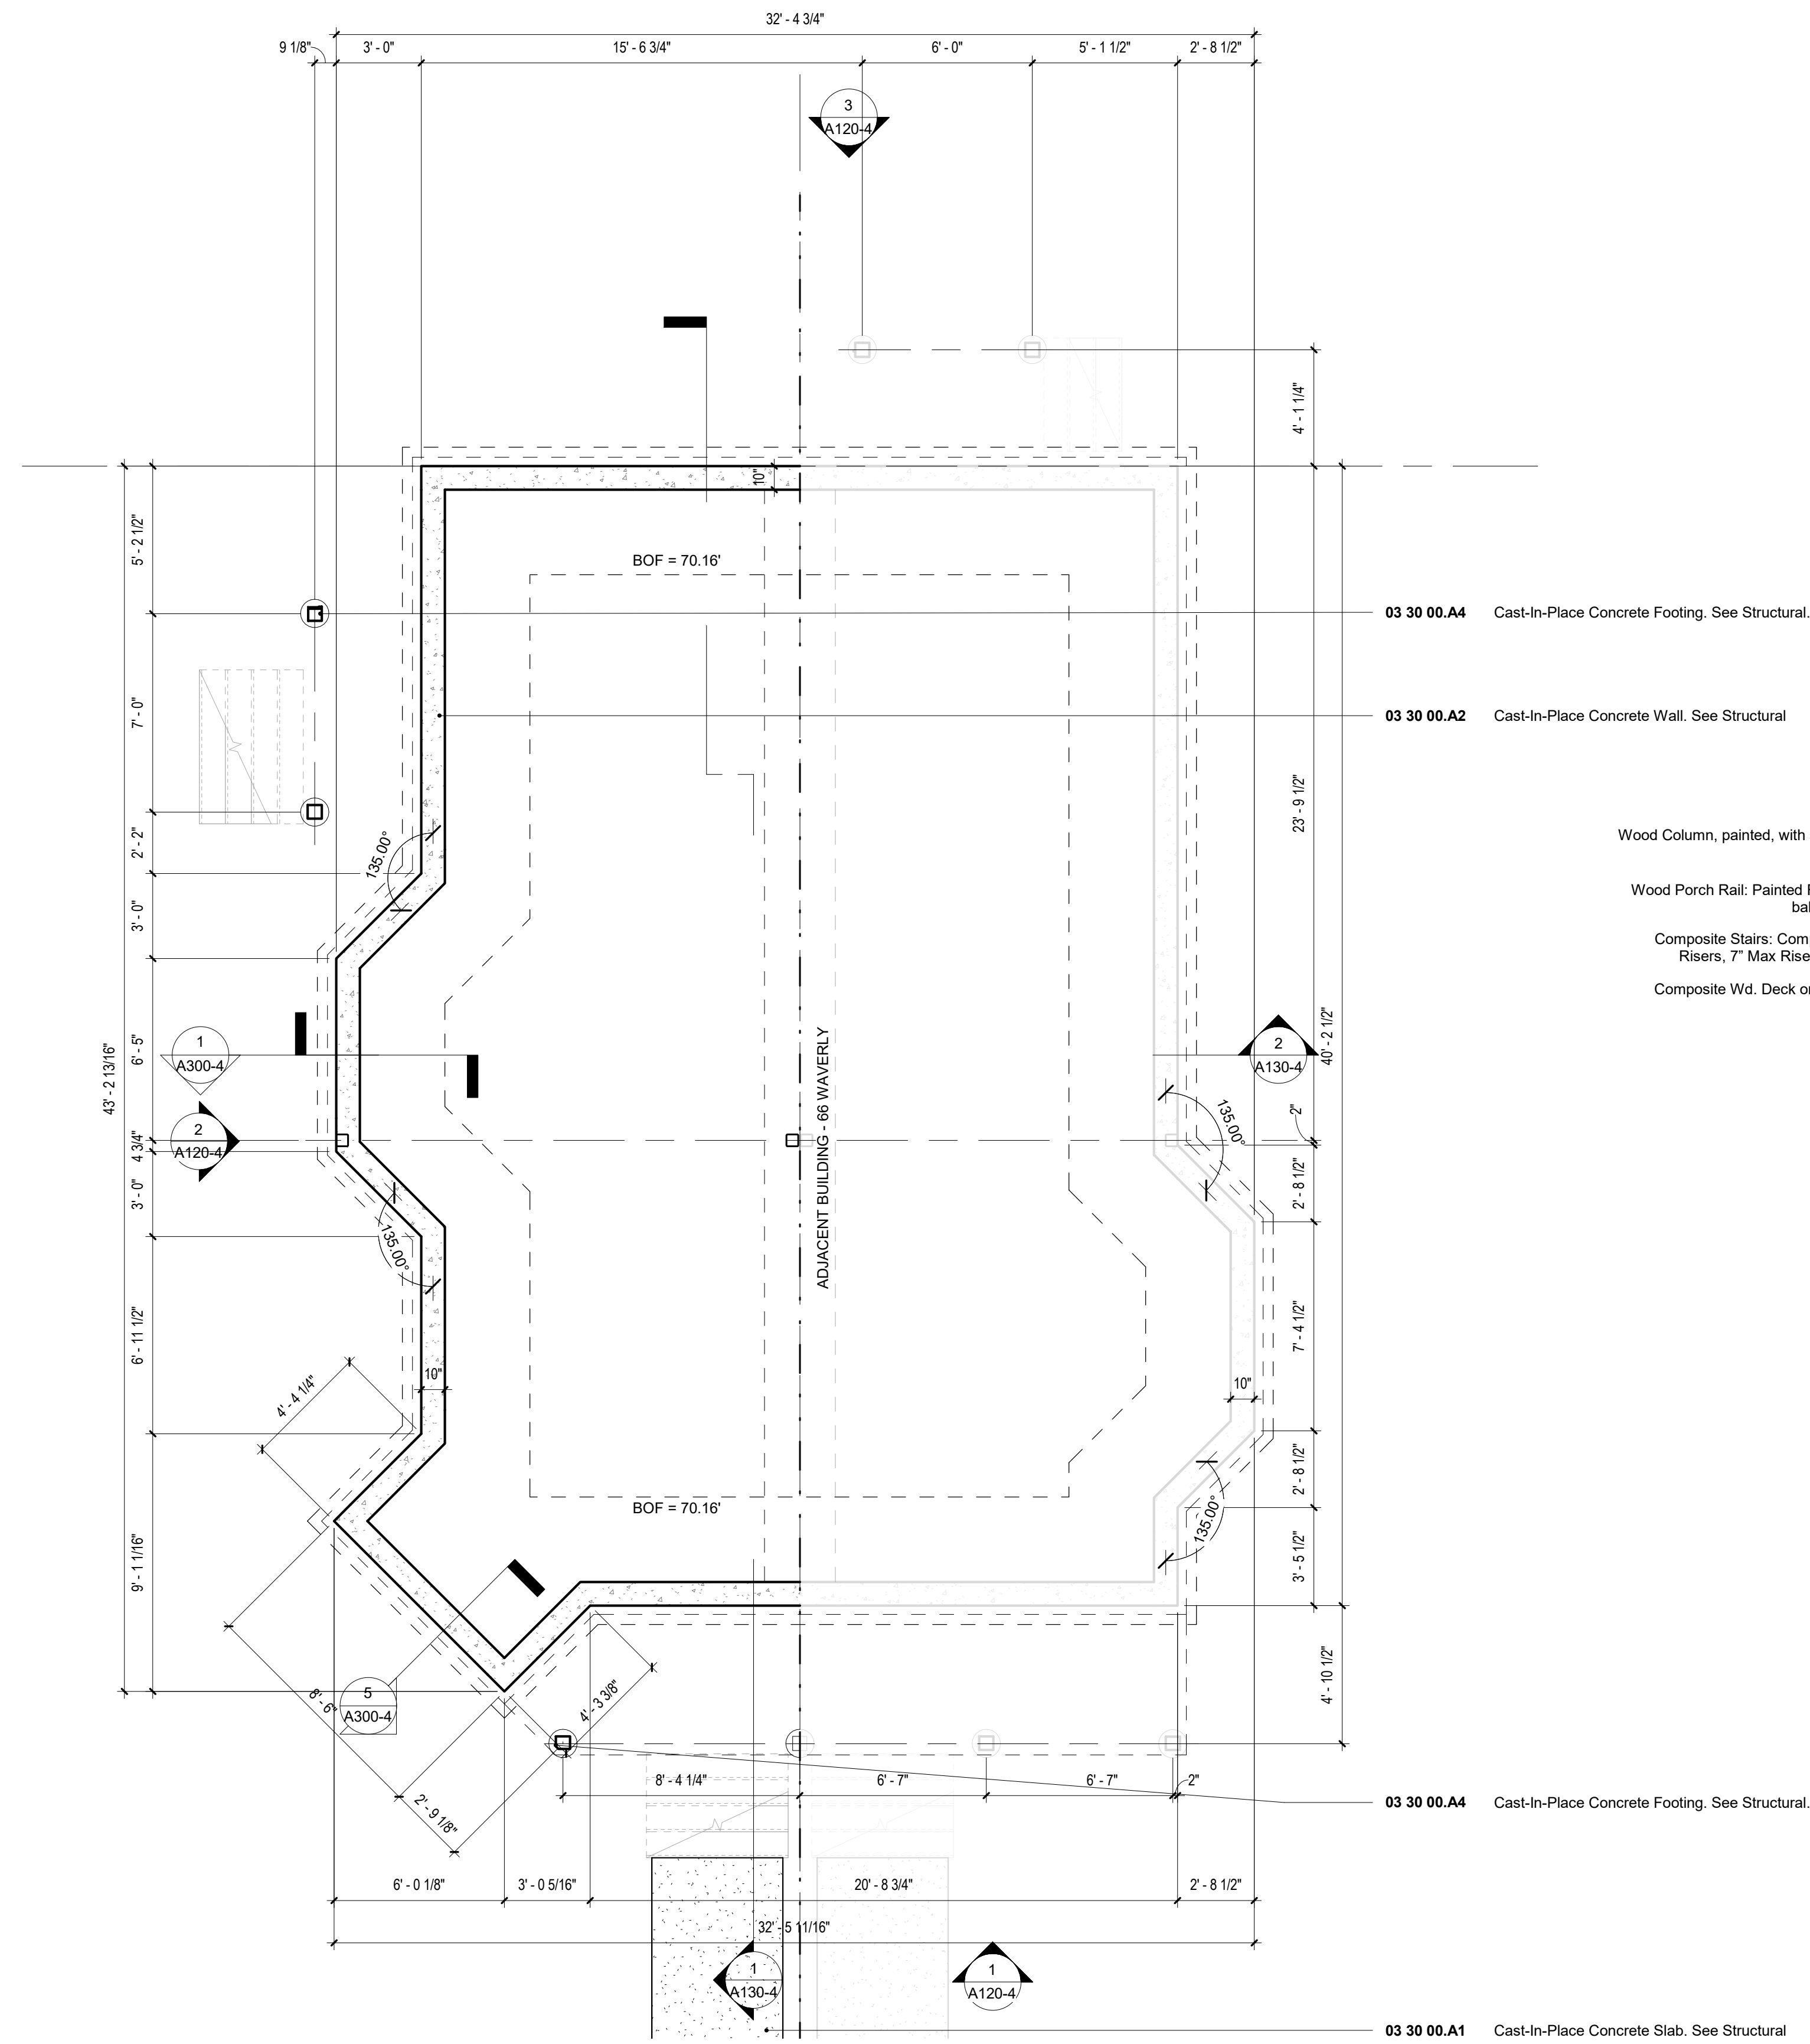 32' - 4 3/4"
9 1/8"
3' - 0"
15' - 6 3/4"
6' - 0"
5' - 1 1/2"
2' - 8 1/2"
3
A120-4
4' - 1 1/4"
10"
5' - 2 1/2"
BOF = 70.16'
03 30 00.A4 Cast-In-Place Concrete Footing. See Structural.
7' - 0"
03 30 00.A2 Cast-In-Place Concrete Wall. See Structural
23' - 9 1/2"
2' - 2"
135.00°
Wood Column, painted, with
Wood Porch Rail: Painted
3' - 0"
Composite Stairs:
Risers, 7” Max
Composite Wd. Deck
6' - 5"
1
A300-4
43' - 2 13/16"
ADJACENT BUILDING - 66 WAVERLY
2
A130-4
40' - 2 1/2"
2"
135.00°
2
A120-4
4 3/4"
3' - 0"
2' - 8 1/2"
135.00°
6' - 11 1/2"
7' - 4 1/2"
10"
10"
4' - 4 1/4"
2' - 8 1/2"
135.00°
BOF = 70.16'
9' - 1 1/16"
3' - 5 1/2"
5
A300-4
8' - 6"
4' - 3 3/8"
4' - 10 1/2"
8' - 4 1/4"
6' - 7"
6' - 7"
2"
03 30 00.A4 Cast-In-Place Concrete Footing. See Structural.
2' - 9 1/8"
6' - 0 1/8"
3' - 0 5/16"
20' - 8 3/4"
2' - 8 1/2"
32' - 5 11/16"
1
A130-4
1
A120-4
03 30 00.A1 Cast-In-Place Concrete Slab. See Structural